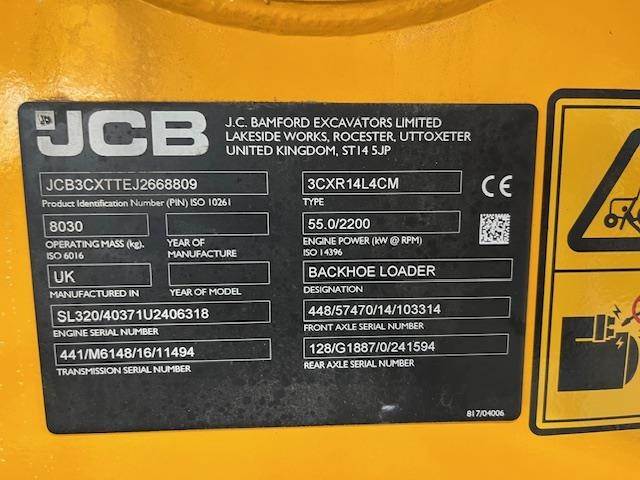 JCB
J.C. BAMFORD EXCAVATORS LIMITED
LAKESIDE WORKS, ROCESTER, UTTOXETER
UNITED KINGDOM, ST14 5JP
JCB3CXTTEJ2668809
Product Identification Number (PIN) ISO 10261
3CXR14L4CM
TYPE
CE
8030
OPERATING MASS (kg),
ISO 6016
YEAR OF
MANUFACTURE
55.0/2200
ENGINE POWER (kW @ RPM)
ISO 14396
UK
MANUFACTURED IN
YEAR OF MODEL
BACKHOE LOADER
DESIGNATION
SL320/40371U2406318
ENGINE SERIAL NUMBER
448/57470/14/103314
FRONT AXLE SERIAL NUMBER
441/M6148/16/11494
TRANSMISSION SERIAL NUMBER
128/G1887/0/241594
REAR AXLE SERIAL NUMBER
817/04006